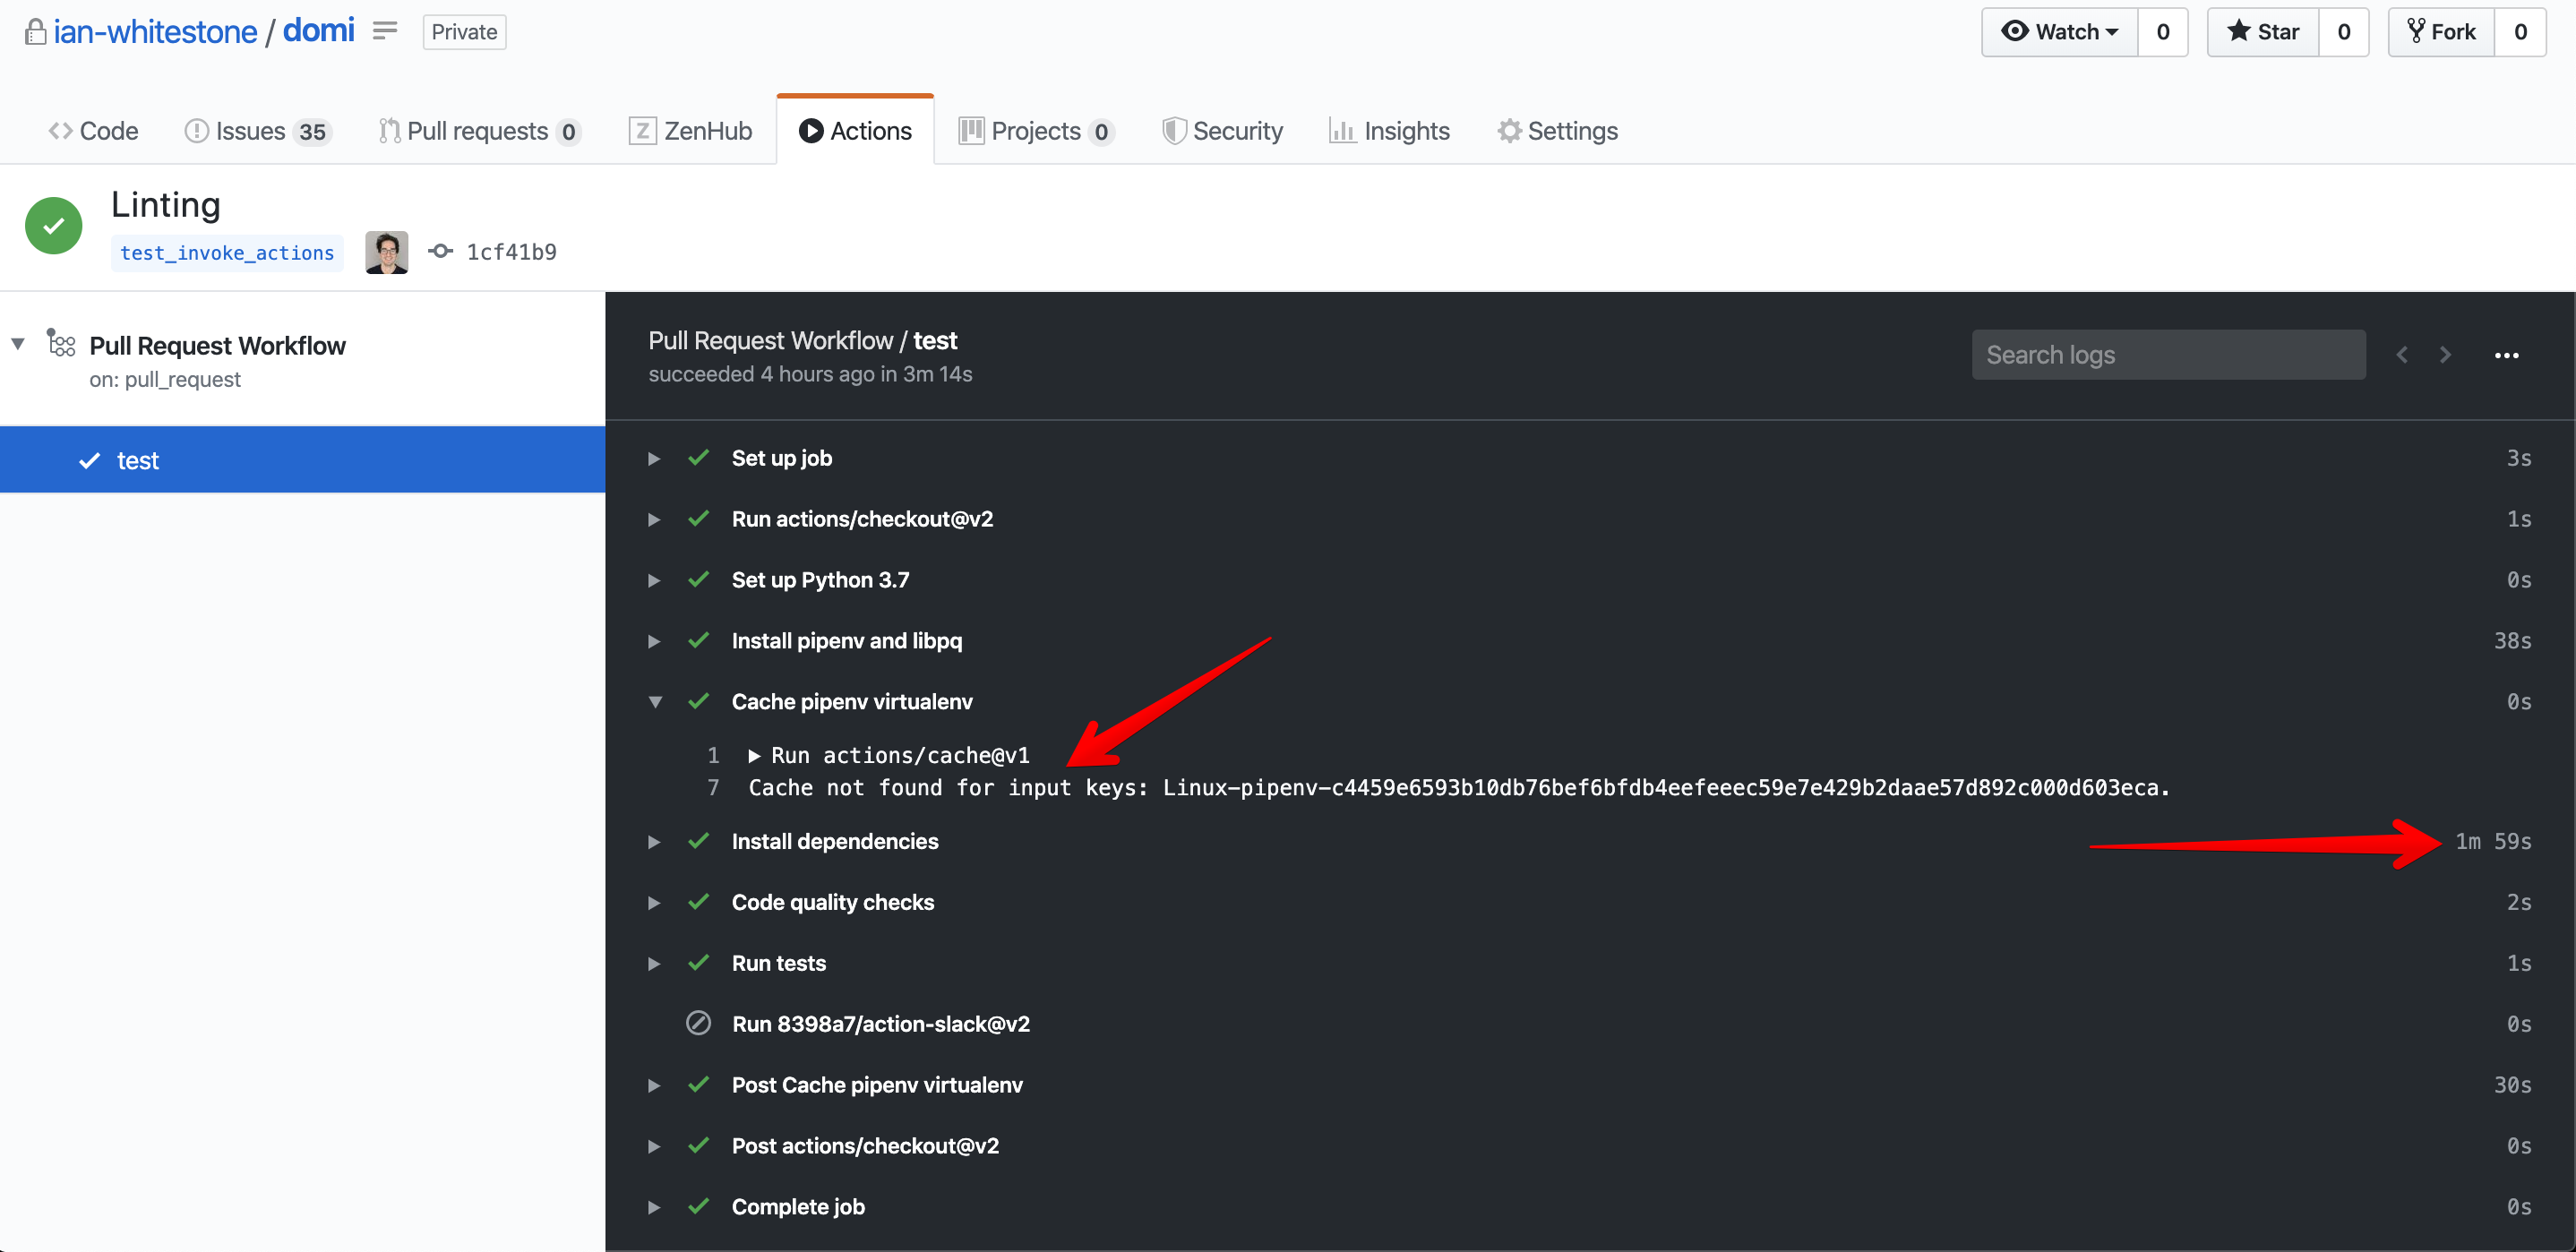 ian-whitestone / domi Private Watch 0 Star 0 Fork 0
Code Issues 35 Pull requests 0 Z ZenHub Actions Projects 0 Security Insights Settings
Linting
test_invoke_actions 1cf41b9
Pull Request Workflow
on: pull_request
test
Pull Request Workflow / test
succeeded 4 hours ago in 3m 14s
Search logs
Set up job 3s
Run actions/checkout@v2 1s
Set up Python 3.7 0s
Install pipenv and libpq 38s
Cache pipenv virtualenv 0s
1 Run actions/cache@v1
7 Cache not found for input keys: Linux-pipenv-c4459e6593b10db76bef6bfdb4eefeeec59e7e429b2daae57d892c000d603eca.
Install dependencies 1m 59s
Code quality checks 2s
Run tests 1s
Run 8398a7/action-slack@v2 0s
Post Cache pipenv virtualenv 30s
Post actions/checkout@v2 0s
Complete job 0s